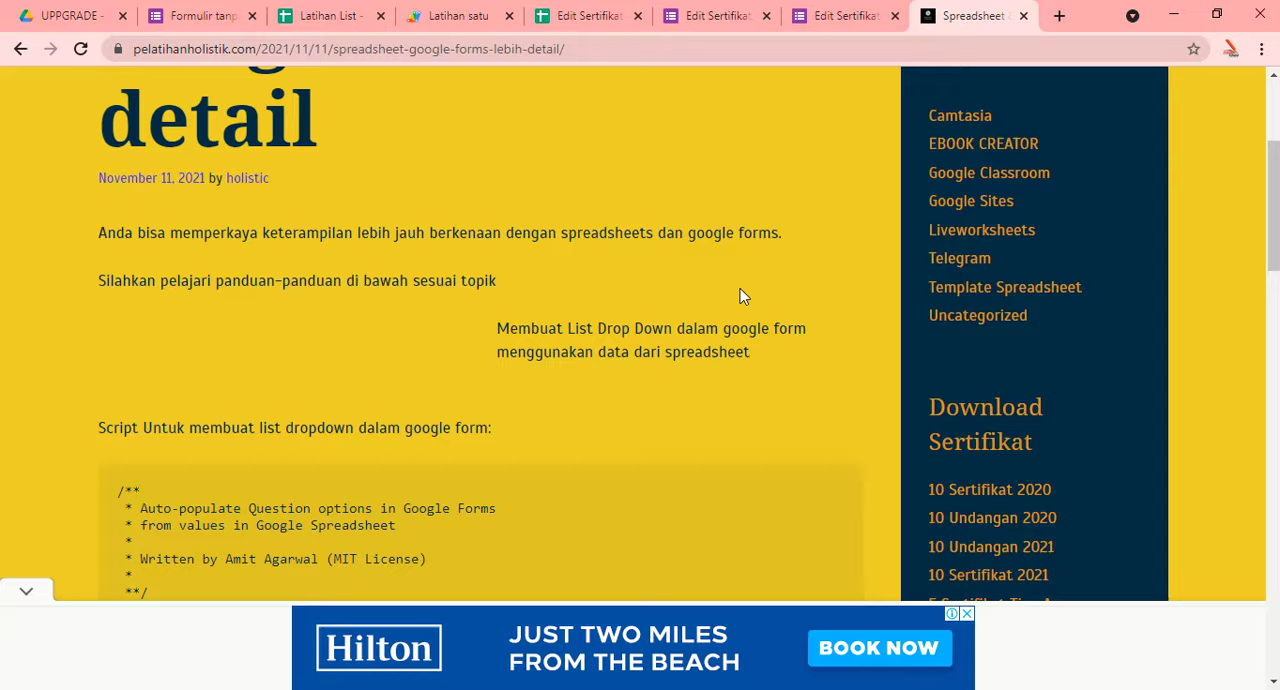 UPPGRADE -
Formulir tanp
Latihan List -
Latihan satu
Edit Sertifikat
Edit Sertifikat
Edit Sertifikat
Spreadsheet
pelatihanholistik.com/2021/11/11/spreadsheet-google-forms-lebih-detail/
detail
November 11, 2021 by holistic
Anda bisa memperkaya keterampilan lebih jauh berkenaan dengan spreadsheets dan google forms.
Silahkan pelajari panduan-panduan di bawah sesuai topik
Membuat List Drop Down dalam google form
menggunakan data dari spreadsheet
Script Untuk membuat list dropdown dalam google form:
/**
* Auto-populate Question options in Google Forms
* from values in Google Spreadsheet
*
* Written by Amit Agarwal (MIT License)
*
**/
Camtasia
EBOOK CREATOR
Google Classroom
Google Sites
Liveworksheets
Telegram
Template Spreadsheet
Uncategorized
Download
Sertifikat
10 Sertifikat 2020
10 Undangan 2020
10 Undangan 2021
10 Sertifikat 2021
Hilton
JUST TWO MILES
FROM THE BEACH
BOOK NOW